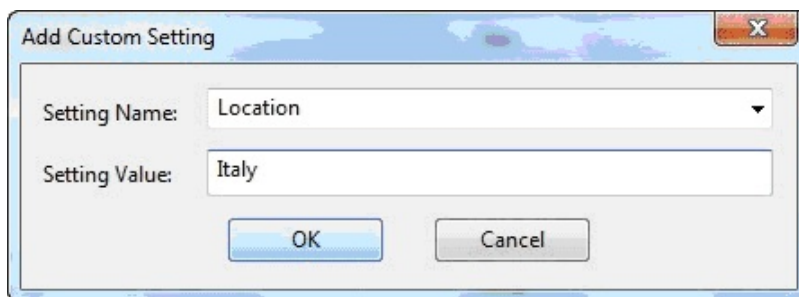 Add Custom Setting
Setting Name: Location
Setting Value: Italy
OK Cancel